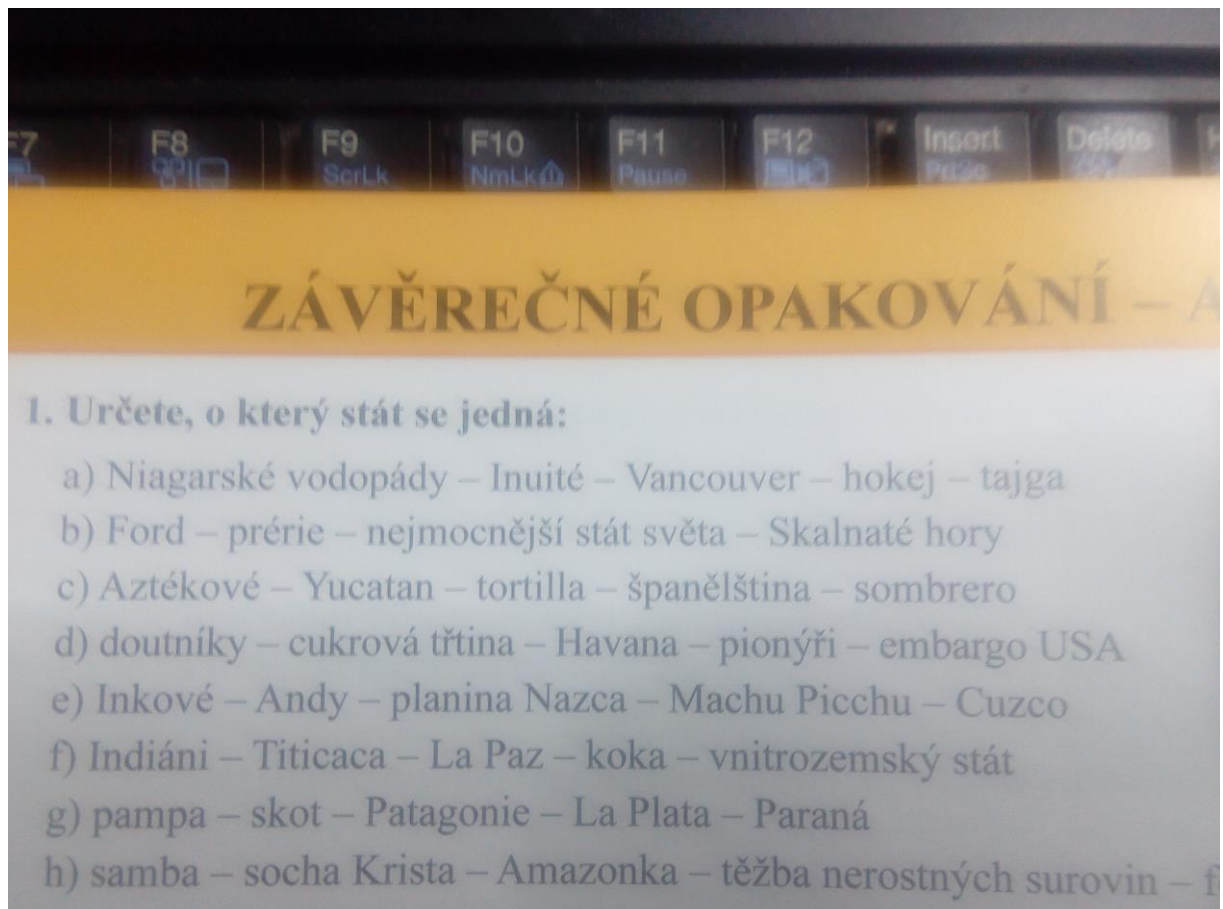 F7 F8 F9 F10 F11 F12 Insert Delete
ScrLk NmLk Pause PrtSc
ZÁVĚREČNÉ OPAKOVÁNÍ – A
1. Určete, o který stát se jedná:
a) Niagarské vodopády – Inuité – Vancouver – hokej – tajga
b) Ford – prérie – nejmocnější stát světa – Skalnaté hory
c) Aztékové – Yucatan – tortilla – španělština – sombrero
d) doutníky – cukrová třtina – Havana – pionýři – embargo USA
e) Inkové – Andy – planina Nazca – Machu Picchu – Cuzco
f) Indiáni – Titicaca – La Paz – koka – vnitrozemský stát
g) pampa – skot – Patagonie – La Plata – Paraná
h) samba – socha Krista – Amazonka – těžba nerostných surovin – f